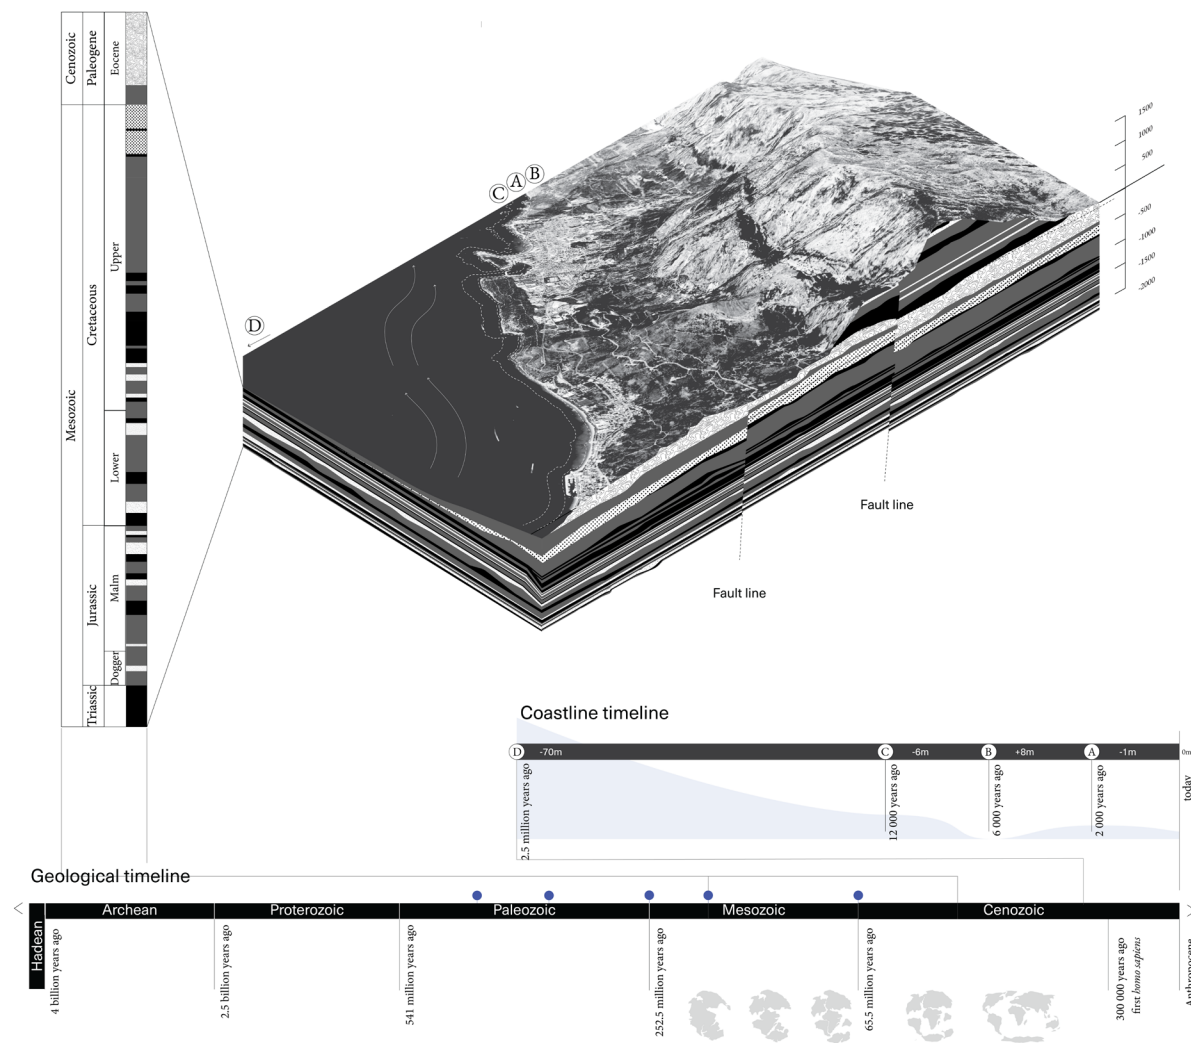 Cenozoic
Paleogene
Eocene
Mesozoic
Cretaceous
Upper
Lower
Jurassic
Malm
Dogger
Triassic
C
A
B
D
1500
1000
500
-500
-1000
-1500
-2000
Fault line
Fault line
Coastline timeline
D -70m C -6m B +8m A -1m 0m
2.5 million years ago
12 000 years ago
6 000 years ago
2 000 years ago
today
Geological timeline
Hadean
Archean
Proterozoic
Paleozoic
Mesozoic
Cenozoic
4 billion years ago
2.5 billion years ago
541 million years ago
252.5 million years ago
65.5 million years ago
300 000 years ago
first homo sapiens